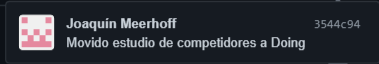 Joaquín Meerhoff 3544c94
Movido estudio de competidores a Doing